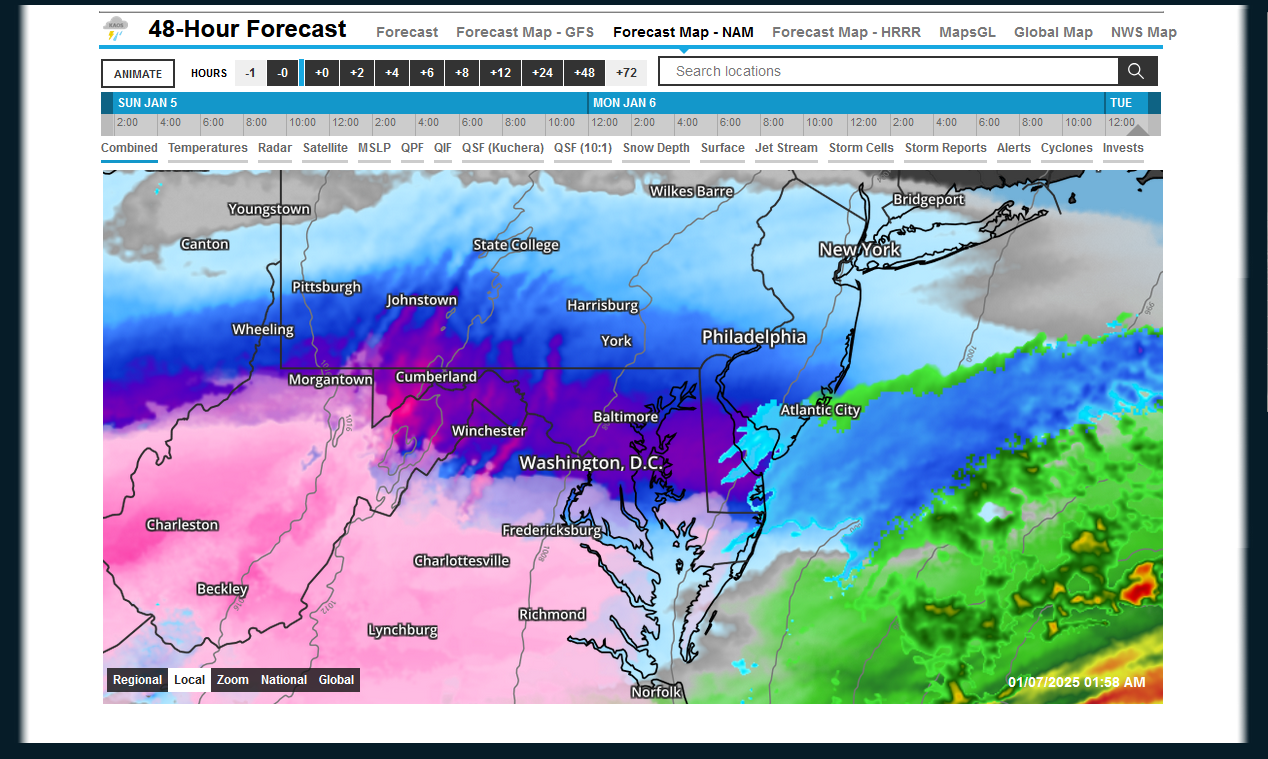 48-Hour Forecast Forecast Forecast Map - GFS Forecast Map - NAM Forecast Map - HRRR MapsGL Global Map NWS Map
ANIMATE HOURS -1 -0 +0 +2 +4 +6 +8 +12 +24 +48 +72 Search locations
SUN JAN 5 MON JAN 6 TUE
2:00 4:00 6:00 8:00 10:00 12:00 2:00 4:00 6:00 8:00 10:00 12:00 2:00 4:00 6:00 8:00 10:00 12:00 2:00 4:00 6:00 8:00 10:00 12:00
Combined Temperatures Radar Satellite MSLP QPF QIF QSF (Kuchera) QSF (10:1) Snow Depth Surface Jet Stream Storm Cells Storm Reports Alerts Cyclones Invests
Wilkes Barre
Bridgeport
Youngstown
Canton
State College
New York
Pittsburgh
Johnstown
Harrisburg
996
Wheeling
York
Philadelphia
1000
Morgantown
Cumberland
Baltimore
Atlantic City
1016
Winchester
Washington, D.C.
Charleston
Fredericksburg
1008
Charlottesville
Beckley
1016
1012
Richmond
Lynchburg
Regional Local Zoom National Global
01/07/2025 01:58 AM
Norfolk